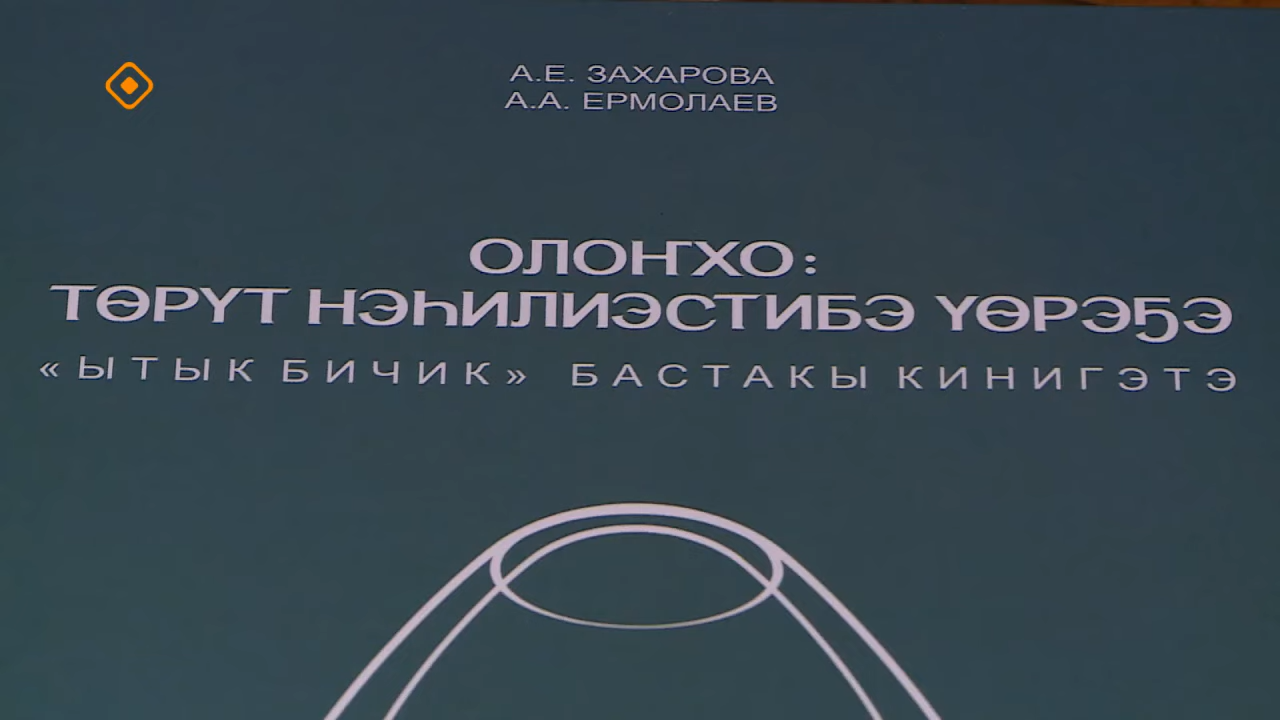 А.Е. ЗАХАРОВА
А.А. ЕРМОЛАЕВ
ОЛОҤХО:
ТӨРҮТ НЭҺИЛИЭСТИБЭ ҮӨРЭҔЭ
«ЫТЫК БИЧИК» БАСТАКЫ КИНИГЭТЭ